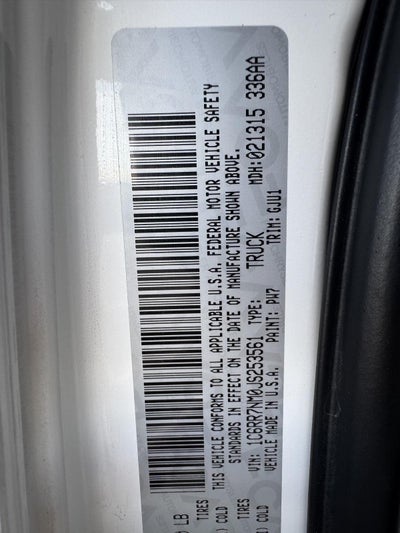 ) LB
TIRES
) COLD
TIRES
) COLD
THIS VEHICLE CONFORMS TO ALL APPLICABLE U.S.A. FEDERAL MOTOR VEHICLE SAFETY
STANDARDS IN EFFECT ON THE DATE OF MANUFACTURE SHOWN ABOVE.
VIN: 1C6RR7NM0JS253561 TYPE: TRUCK MDH:021315 336AA
VEHICLE MADE IN U.S.A. PAINT: PW7 TRIM: GJU1